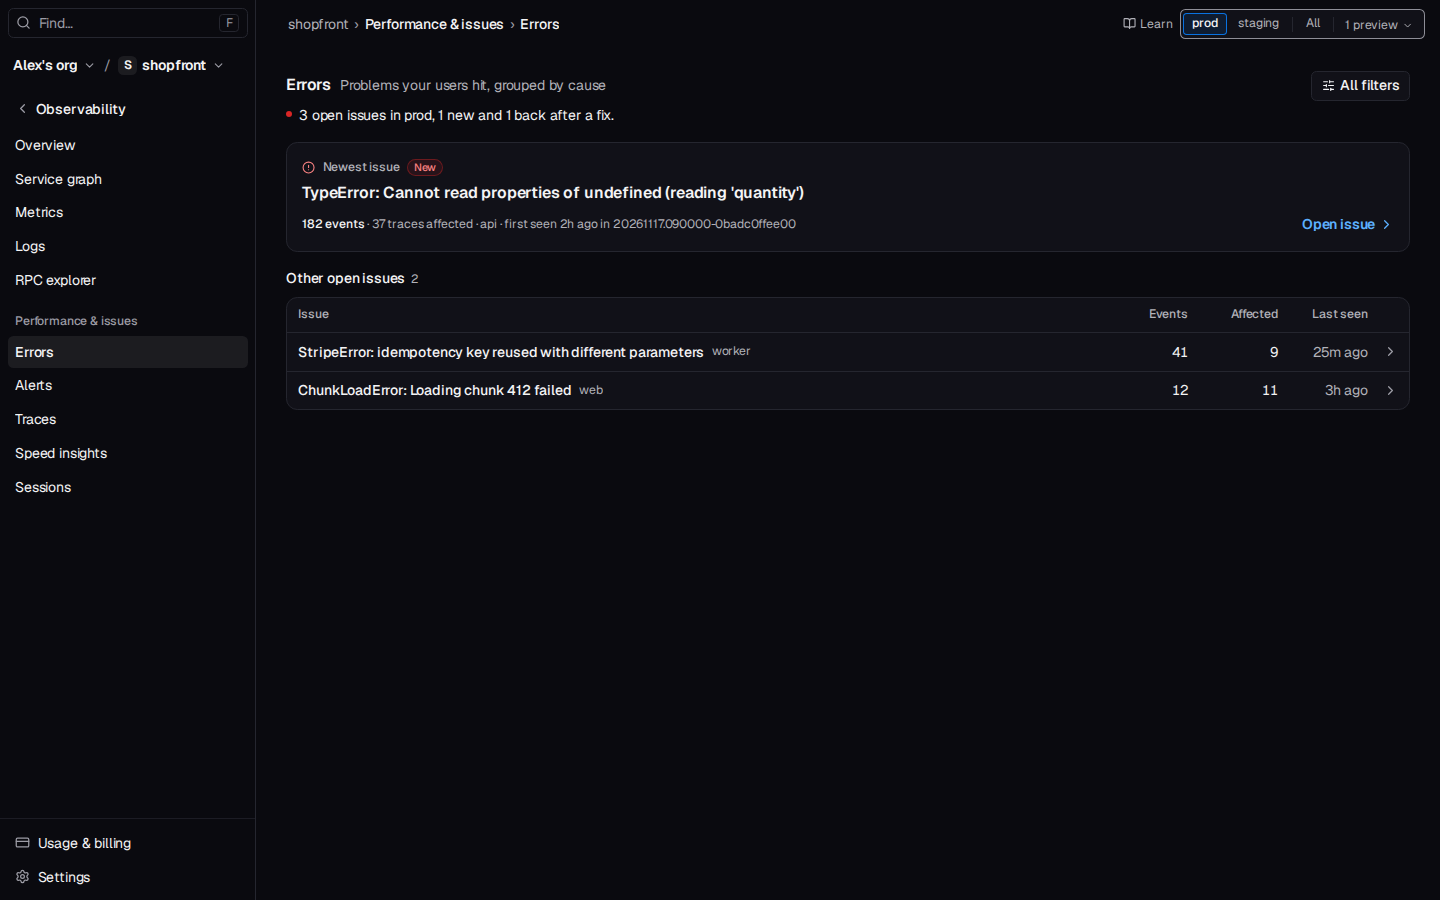 Find... F
Alex's org / S shopfront
Observability
Overview
Service graph
Metrics
Logs
RPC explorer
Performance & issues
Errors
Alerts
Traces
Speed insights
Sessions
Usage & billing
Settings
shopfront › Performance & issues › Errors
Learn prod staging All 1 preview
Errors Problems your users hit, grouped by cause
All filters
3 open issues in prod, 1 new and 1 back after a fix.
Newest issue New
TypeError: Cannot read properties of undefined (reading 'quantity')
182 events · 37 traces affected · api · first seen 2h ago in 20261117.090000-0badc0ffee00
Open issue
Other open issues 2
Issue Events Affected Last seen
StripeError: idempotency key reused with different parameters worker 41 9 25m ago
ChunkLoadError: Loading chunk 412 failed web 12 11 3h ago